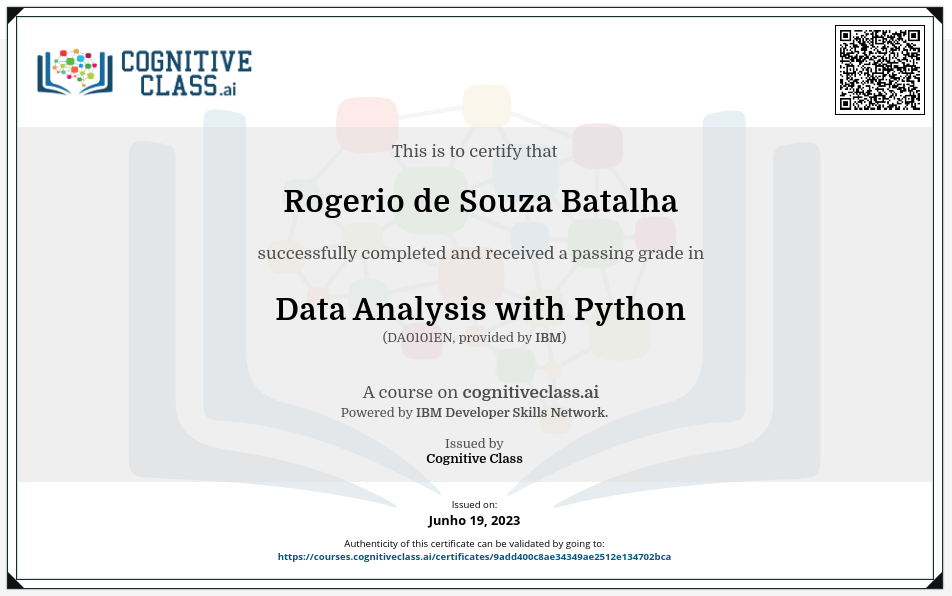 COGNITIVE
CLASS.ai
This is to certify that
Rogerio de Souza Batalha
successfully completed and received a passing grade in
Data Analysis with Python
(DA0101EN, provided by IBM)
A course on cognitiveclass.ai
Powered by IBM Developer Skills Network.
Issued by
Cognitive Class
Issued on:
Junho 19, 2023
Authenticity of this certificate can be validated by going to:
https://courses.cognitiveclass.ai/certificates/9add400c8ae34349ae2512e134702bca